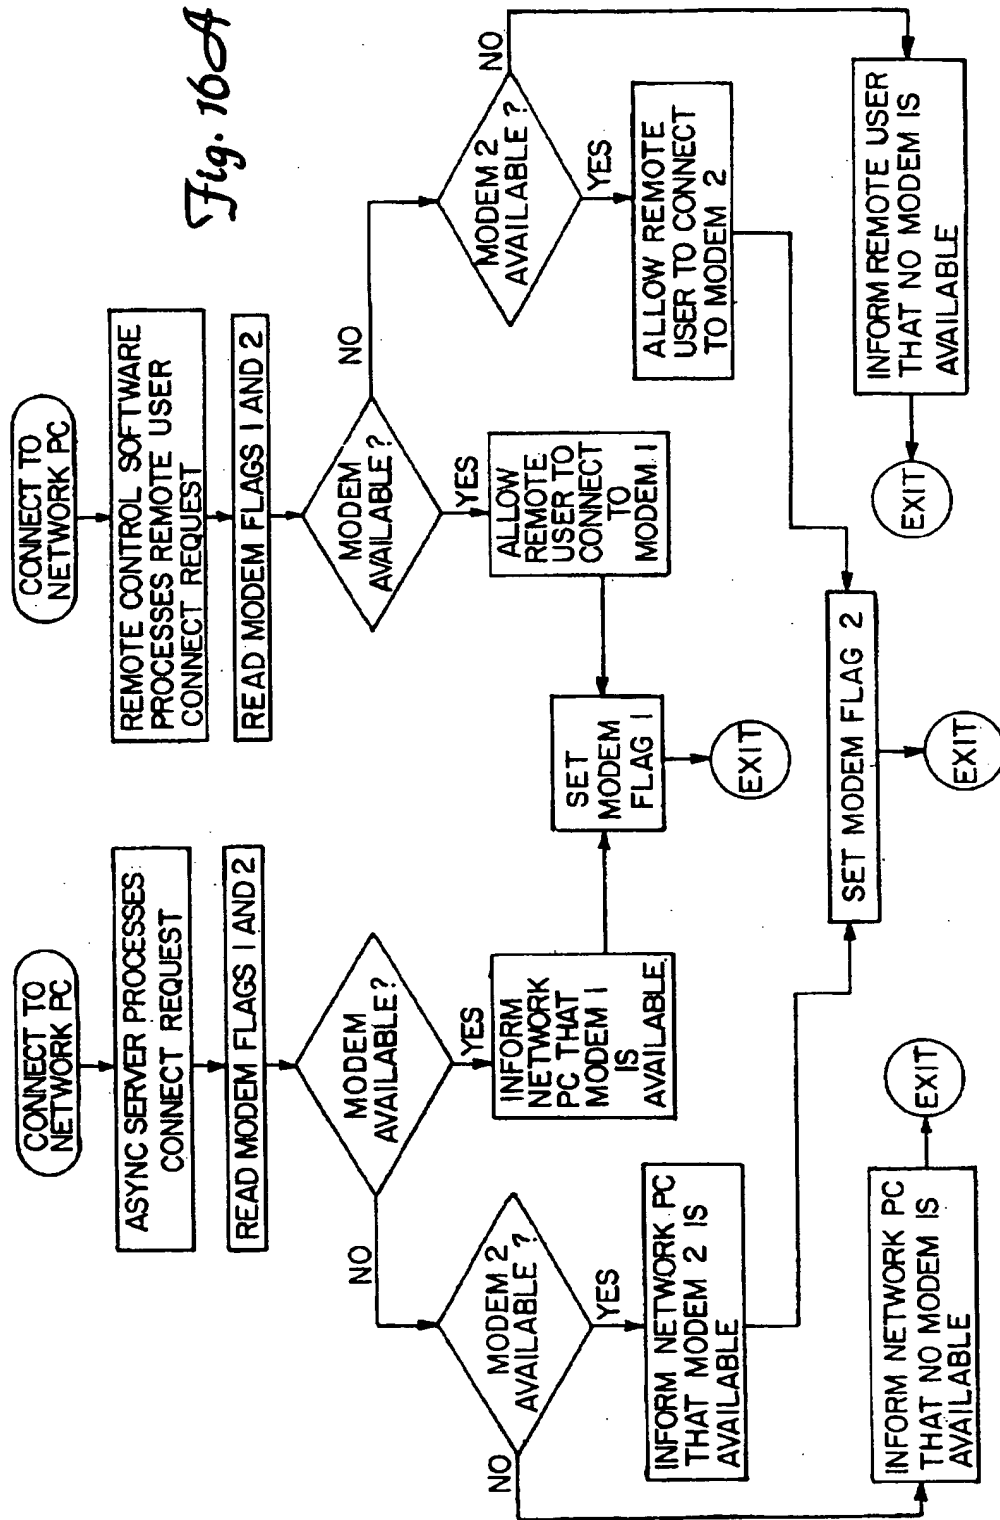 Fig. 16A
CONNECT TO
NETWORK PC
ASYNC SERVER PROCESSES
CONNECT REQUEST
READ MODEM FLAGS 1 AND 2
MODEM
AVAILABLE?
NO
YES
MODEM 2
AVAILABLE?
NO
YES
INFORM
NETWORK
PC THAT
MODEM 1
IS
AVAILABLE
INFORM NETWORK PC
THAT MODEM 2 IS
AVAILABLE
INFORM NETWORK PC
THAT NO MODEM IS
AVAILABLE
EXIT
CONNECT TO
NETWORK PC
REMOTE CONTROL SOFTWARE
PROCESSES REMOTE USER
CONNECT REQUEST
READ MODEM FLAGS 1 AND 2
MODEM
AVAILABLE?
NO
YES
ALLOW
REMOTE
USER TO
CONNECT
TO
MODEM 1
SET
MODEM
FLAG 1
EXIT
MODEM 2
AVAILABLE?
NO
YES
ALLOW REMOTE
USER TO CONNECT
TO MODEM 2
SET MODEM FLAG 2
EXIT
INFORM REMOTE USER
THAT NO MODEM IS
AVAILABLE
EXIT